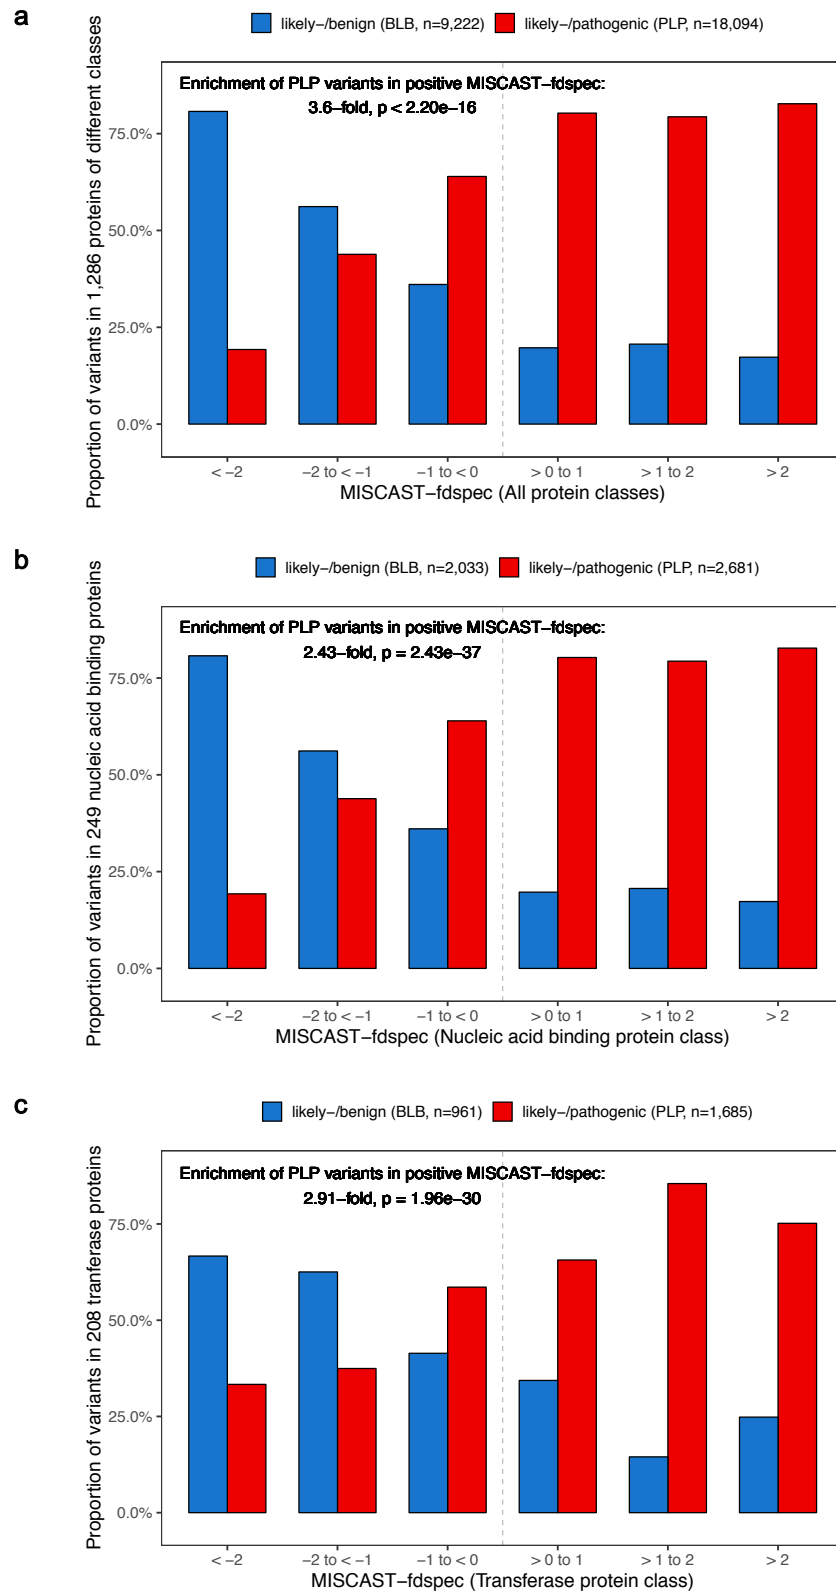 a
likely−/benign (BLB, n=9,222) likely−/pathogenic (PLP, n=18,094)
Enrichment of PLP variants in positive MISCAST−fdspec:
3.6−fold, p < 2.20e−16
Proportion of variants in 1,286 proteins of different classes
75.0%
50.0%
25.0%
0.0%
< −2 −2 to < −1 −1 to < 0 > 0 to 1 > 1 to 2 > 2
MISCAST−fdspec (All protein classes)
b
likely−/benign (BLB, n=2,033) likely−/pathogenic (PLP, n=2,681)
Enrichment of PLP variants in positive MISCAST−fdspec:
2.43−fold, p = 2.43e−37
Proportion of variants in 249 nucleic acid binding proteins
75.0%
50.0%
25.0%
0.0%
< −2 −2 to < −1 −1 to < 0 > 0 to 1 > 1 to 2 > 2
MISCAST−fdspec (Nucleic acid binding protein class)
c
likely−/benign (BLB, n=961) likely−/pathogenic (PLP, n=1,685)
Enrichment of PLP variants in positive MISCAST−fdspec:
2.91−fold, p = 1.96e−30
Proportion of variants in 208 tranferase proteins
75.0%
50.0%
25.0%
0.0%
< −2 −2 to < −1 −1 to < 0 > 0 to 1 > 1 to 2 > 2
MISCAST−fdspec (Transferase protein class)